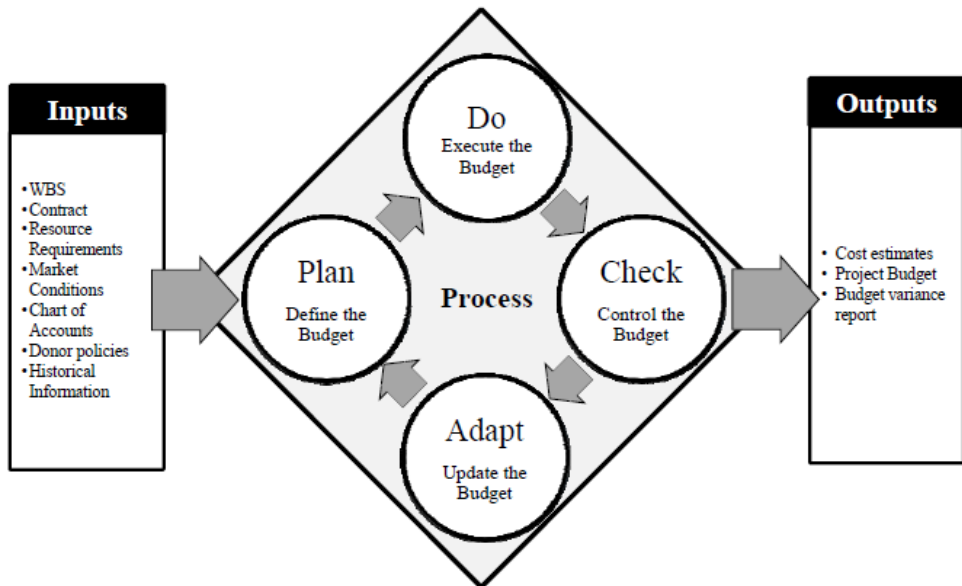 Inputs
•WBS
•Contract
•Resource
Requirements
•Market
Conditions
•Chart of
Accounts
•Donor policies
•Historical
Information
Do
Execute the
Budget
Plan
Define the
Budget
Process
Check
Control the
Budget
Adapt
Update the
Budget
Outputs
• Cost estimates
• Project Budget
• Budget variance
report